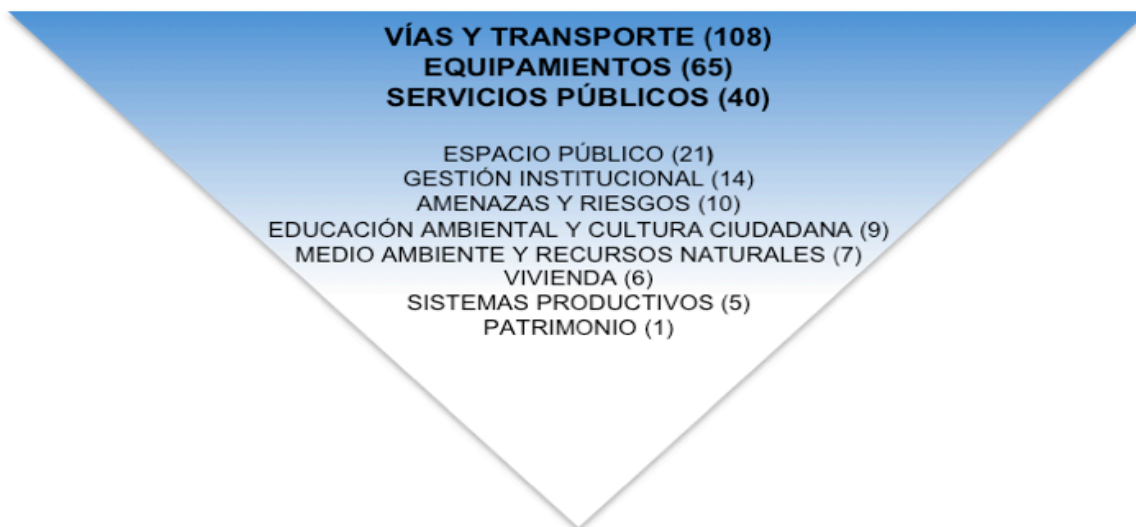 VÍAS Y TRANSPORTE (108)
EQUIPAMIENTOS (65)
SERVICIOS PÚBLICOS (40)
ESPACIO PÚBLICO (21)
GESTIÓN INSTITUCIONAL (14)
AMENAZAS Y RIESGOS (10)
EDUCACIÓN AMBIENTAL Y CULTURA CIUDADANA (9)
MEDIO AMBIENTE Y RECURSOS NATURALES (7)
VIVIENDA (6)
SISTEMAS PRODUCTIVOS (5)
PATRIMONIO (1)